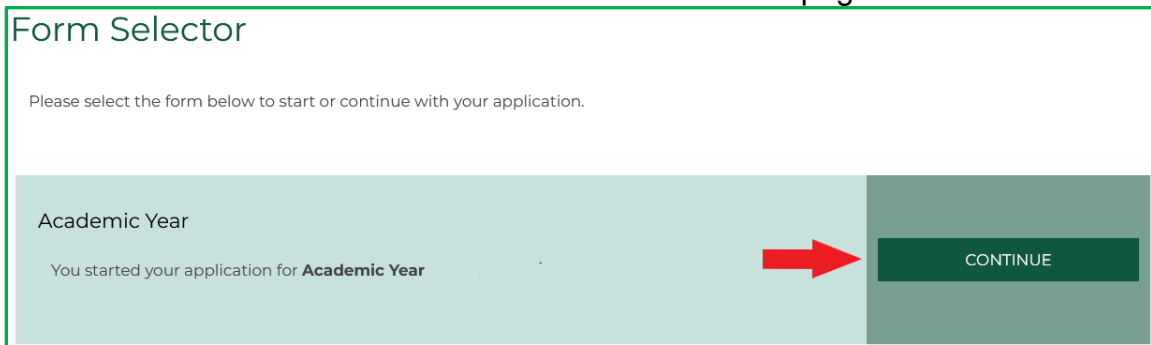 Form Selector
Please select the form below to start or continue with your application.
Academic Year
You started your application for Academic Year
CONTINUE